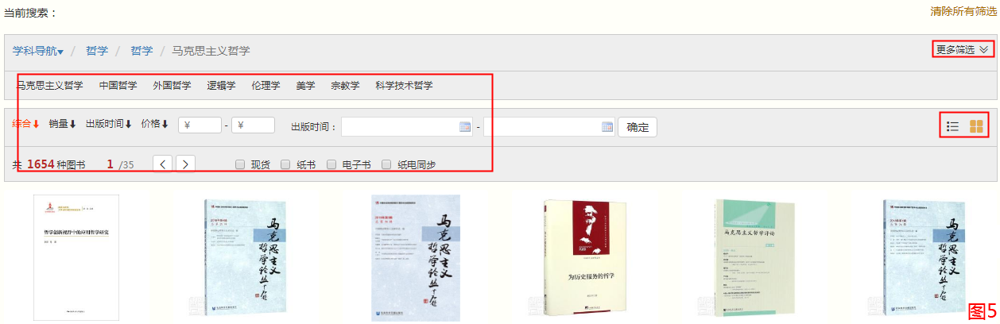 当前搜索：
清除所有筛选
学科导航 / 哲学 / 哲学 / 马克思主义哲学
更多筛选
马克思主义哲学 中国哲学 外国哲学 逻辑学 伦理学 美学 宗教学 科学技术哲学
综合 销量 出版时间 价格 ¥ - ¥ 出版时间： - 确定
共 1654 种图书 1 /35 < > 现货 纸书 电子书 纸电同步
哲学创新视野中的应用哲学研究
马克思主义
哲学论丛
马克思主义
哲学论丛
为历史服务的哲学
马克思主义哲学评论
马克思主义
哲学论丛
图5